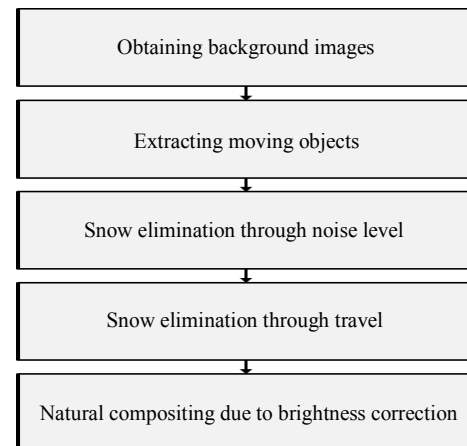 Obtaining background images
Extracting moving objects
Snow elimination through noise level
Snow elimination through travel
Natural compositing due to brightness correction